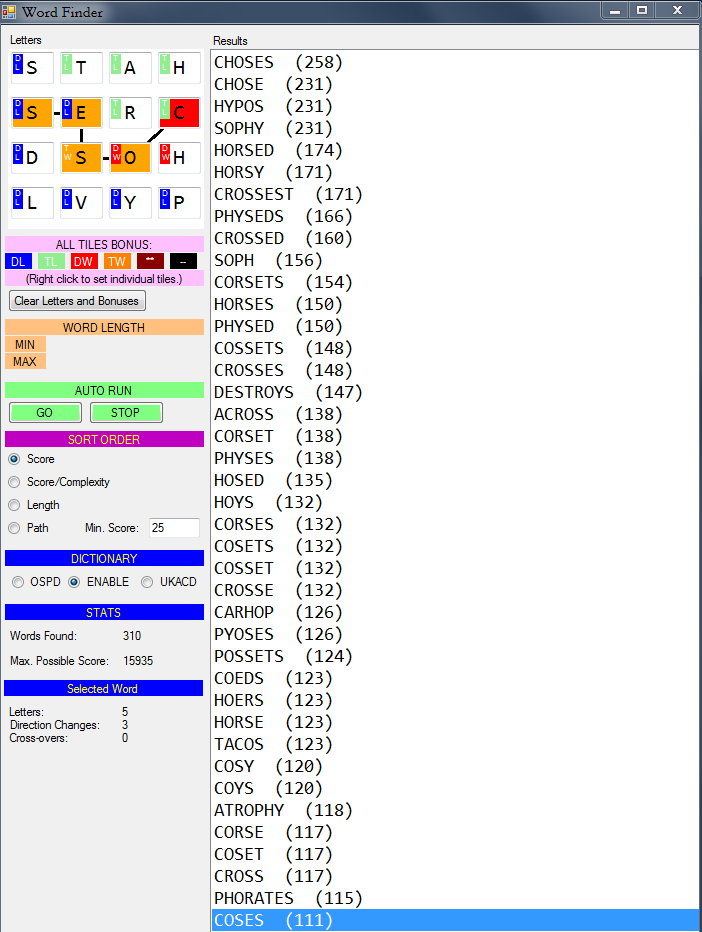 Word Finder
Letters
DL S TL T TL A TL H
DL S DL E TL R TL C
DL D TW S DW O DW H
DL L DL V DL Y DL P
ALL TILES BONUS:
DL TL DW TW ** --
(Right click to set individual tiles.)
Clear Letters and Bonuses
WORD LENGTH
MIN
MAX
AUTO RUN
GO STOP
SORT ORDER
Score
Score/Complexity
Length
Path Min. Score: 25
DICTIONARY
OSPD ENABLE UKACD
STATS
Words Found: 310
Max. Possible Score: 15935
Selected Word
Letters: 5
Direction Changes: 3
Cross-overs: 0
Results
CHOSES (258)
CHOSE (231)
HYPOS (231)
SOPHY (231)
HORSED (174)
HORSY (171)
CROSSEST (171)
PHYSEDS (166)
CROSSED (160)
SOPH (156)
CORSETS (154)
HORSES (150)
PHYSED (150)
COSSETS (148)
CROSSES (148)
DESTROYS (147)
ACROSS (138)
CORSET (138)
PHYSES (138)
HOSED (135)
HOYS (132)
CORSES (132)
COSETS (132)
COSSET (132)
CROSSE (132)
CARHOP (126)
PYOSES (126)
POSSETS (124)
COEDS (123)
HOERS (123)
HORSE (123)
TACOS (123)
COSY (120)
COYS (120)
ATROPHY (118)
CORSE (117)
COSET (117)
CROSS (117)
PHORATES (115)
COSES (111)